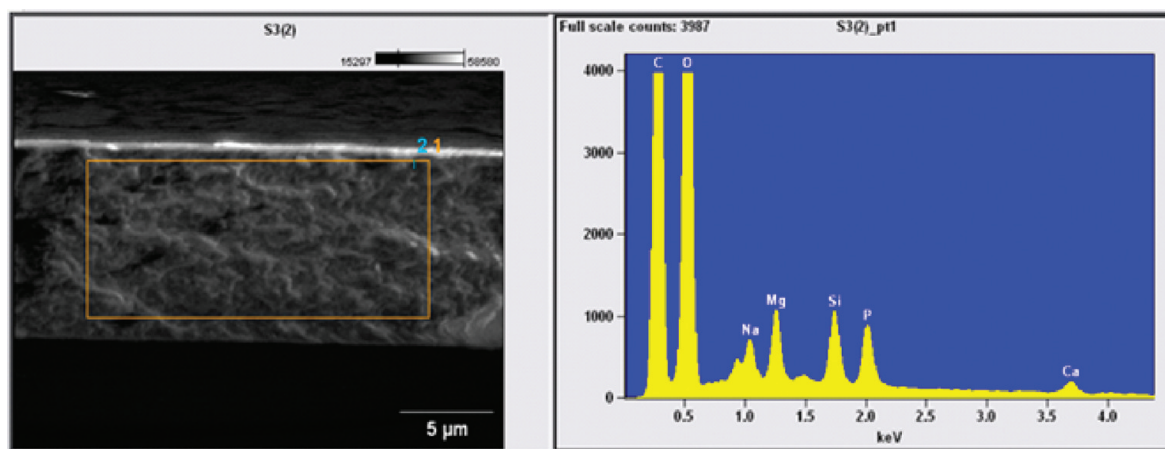 S3(2)
15297 58580
2 1
5 µm
Full scale counts: 3987 S3(2)_pt1
4000
3000
2000
1000
0
C O
Na Mg Si P Ca
0.5 1.0 1.5 2.0 2.5 3.0 3.5 4.0
keV